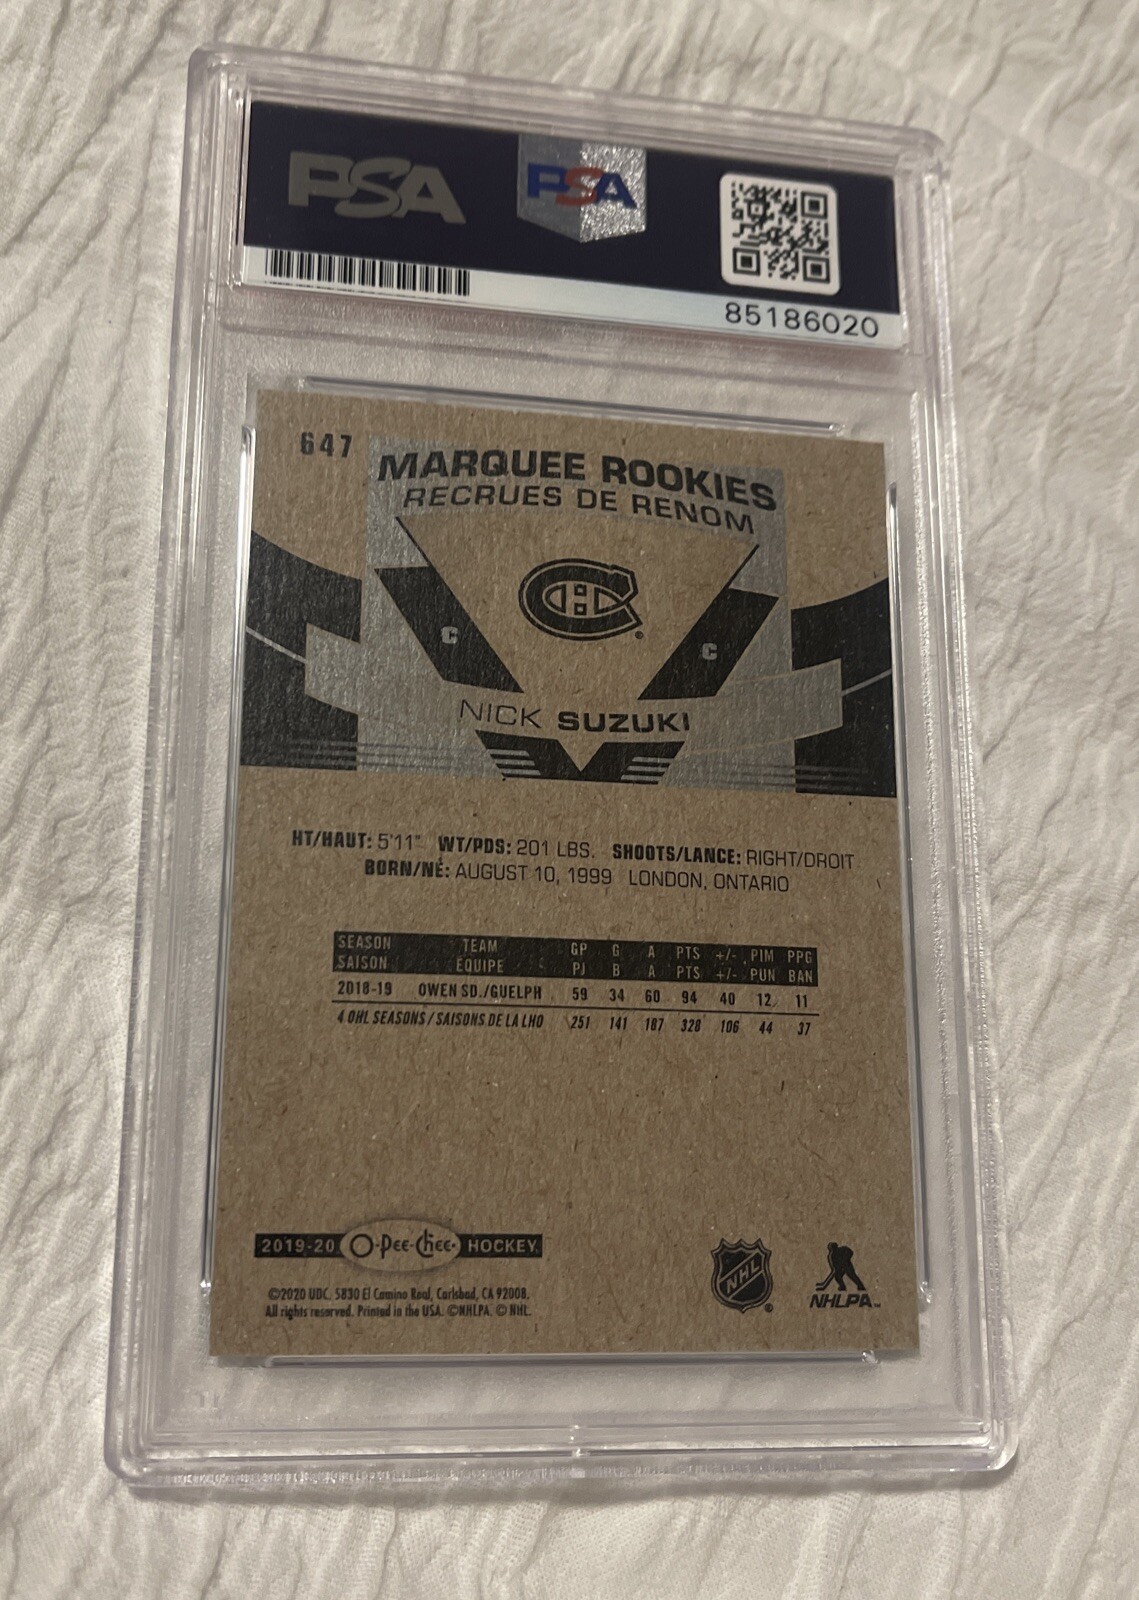 PSA
PSA
85186020
647
MARQUEE ROOKIES
RECRUES DE RENOM
CH
C C
NICK SUZUKI
HT/HAUT: 5'11" WT/PDS: 201 LBS. SHOOTS/LANCE: RIGHT/DROIT
BORN/NÉ: AUGUST 10, 1999 LONDON, ONTARIO
SEASON TEAM GP G A PTS +/- PIM PPG
SAISON ÉQUIPE PJ B A PTS +/- PUN BAN
2018-19 OWEN SD./GUELPH 59 34 60 94 40 12 11
4 OHL SEASONS / SAISONS DE LA LHO 251 141 187 328 106 44 37
2019-20 O-Pee-Chee HOCKEY
©2020 UDC. 5830 El Camino Real, Carlsbad, CA 92008.
All rights reserved. Printed in the USA. ©NHLPA. © NHL.
NHL
NHLPA